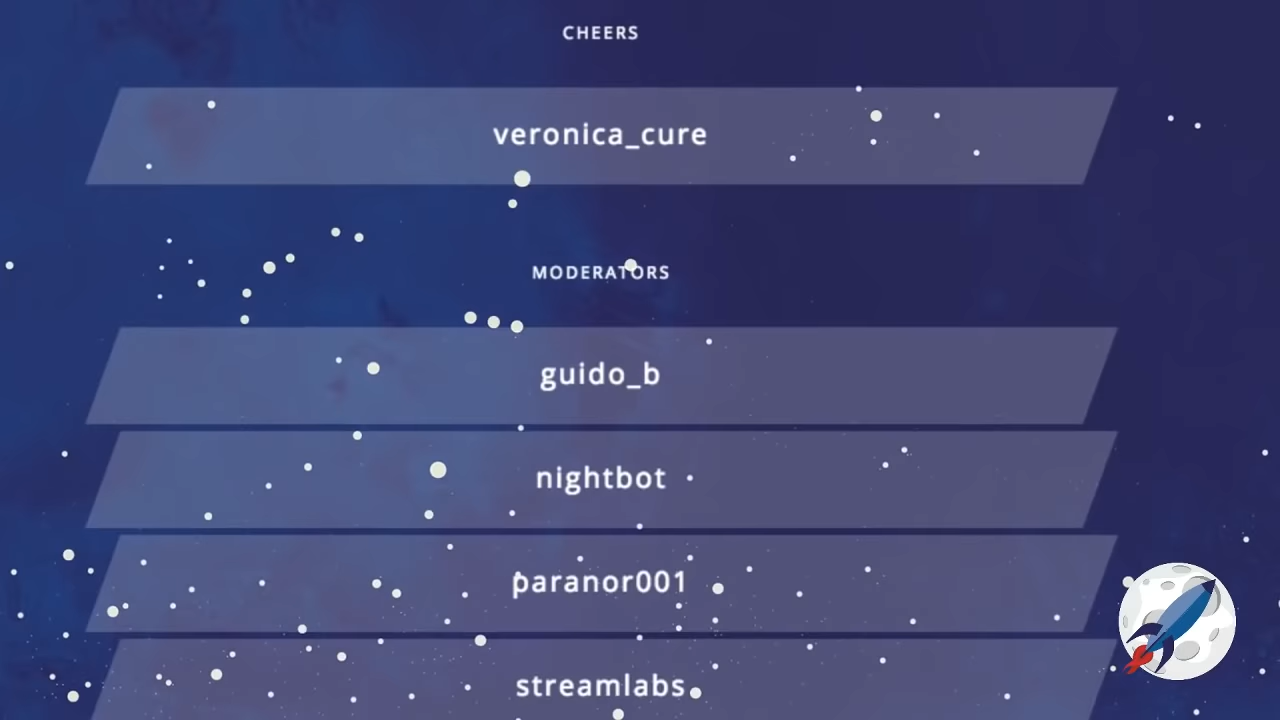 CHEERS
veronica_cure
MODERATORS
guido_b
nightbot
paranor001
streamlabs